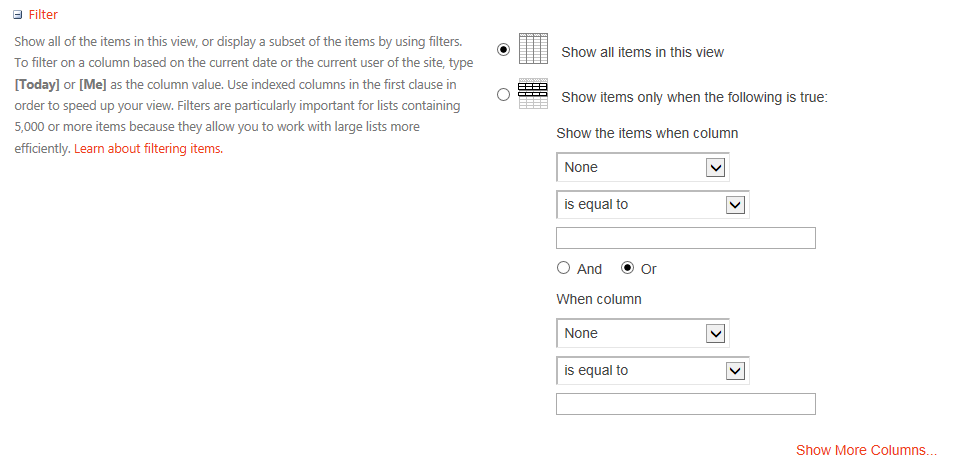 Filter
Show all of the items in this view, or display a subset of the items by using filters.
To filter on a column based on the current date or the current user of the site, type
[Today] or [Me] as the column value. Use indexed columns in the first clause in
order to speed up your view. Filters are particularly important for lists containing
5,000 or more items because they allow you to work with large lists more
efficiently. Learn about filtering items.
Show all items in this view
Show items only when the following is true:
Show the items when column
None
is equal to
And Or
When column
None
is equal to
Show More Columns...